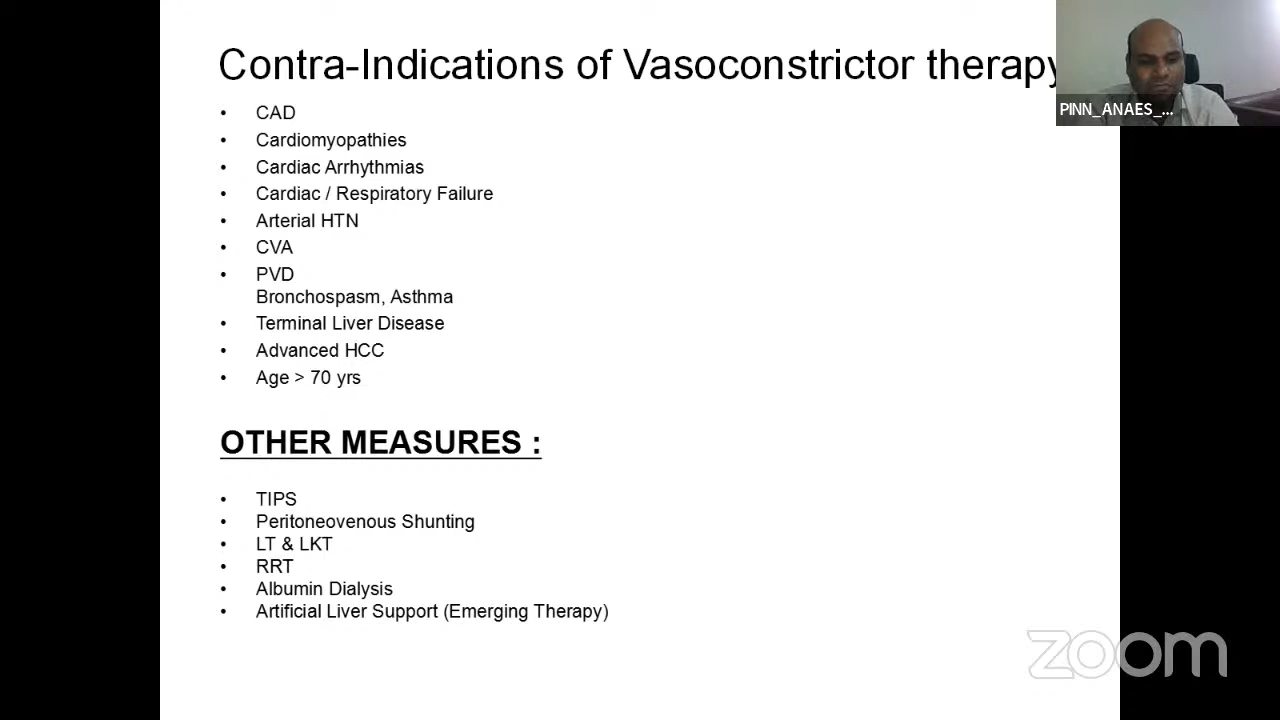 Contra-Indications of Vasoconstrictor therapy
• CAD
• Cardiomyopathies
• Cardiac Arrhythmias
• Cardiac / Respiratory Failure
• Arterial HTN
• CVA
• PVD
Bronchospasm, Asthma
• Terminal Liver Disease
• Advanced HCC
• Age > 70 yrs
OTHER MEASURES :
• TIPS
• Peritoneovenous Shunting
• LT & LKT
• RRT
• Albumin Dialysis
• Artificial Liver Support (Emerging Therapy)
PINN_ANAES_...
zoom